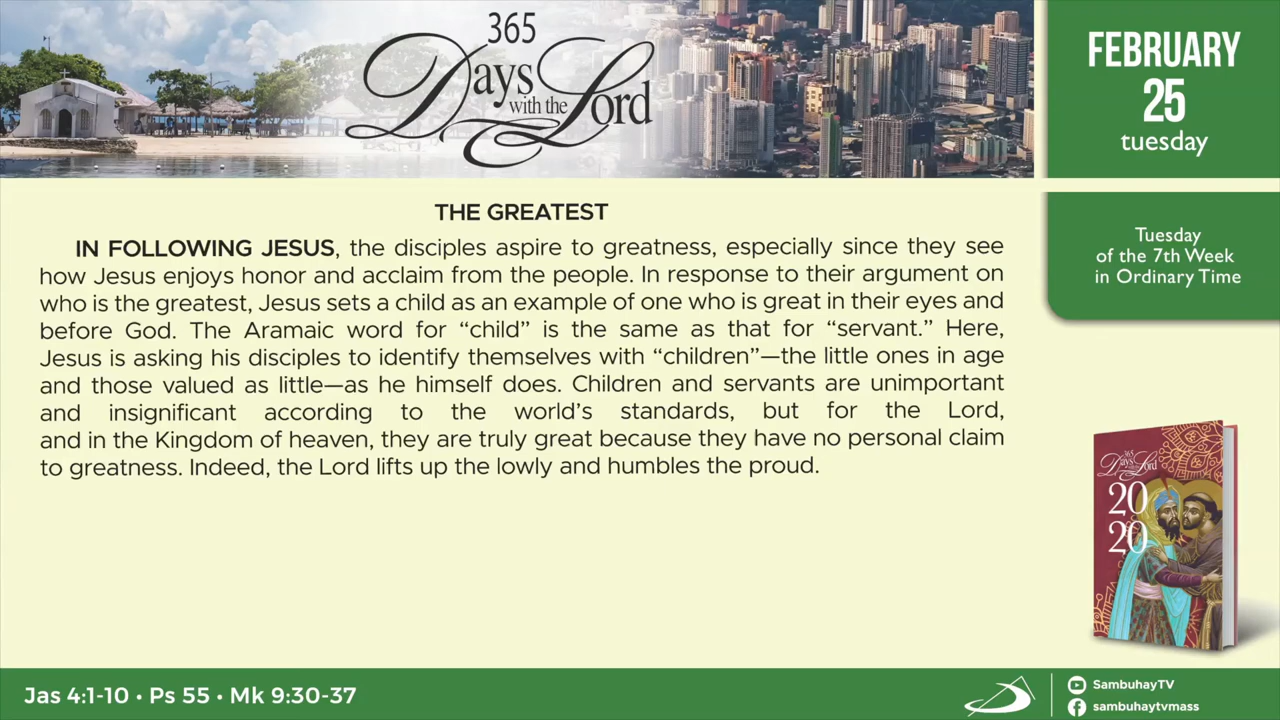 365
Days
with the
Lord
FEBRUARY
25
tuesday
Tuesday
of the 7th Week
in Ordinary Time
THE GREATEST
IN FOLLOWING JESUS, the disciples aspire to greatness, especially since they see
how Jesus enjoys honor and acclaim from the people. In response to their argument on
who is the greatest, Jesus sets a child as an example of one who is great in their eyes and
before God. The Aramaic word for “child” is the same as that for “servant.” Here,
Jesus is asking his disciples to identify themselves with “children”—the little ones in age
and those valued as little—as he himself does. Children and servants are unimportant
and insignificant according to the world’s standards, but for the Lord,
and in the Kingdom of heaven, they are truly great because they have no personal claim
to greatness. Indeed, the Lord lifts up the lowly and humbles the proud.
365
Days
with the
Lord
20
20
Jas 4:1-10 • Ps 55 • Mk 9:30-37
SambuhayTV
sambuhaytvmass